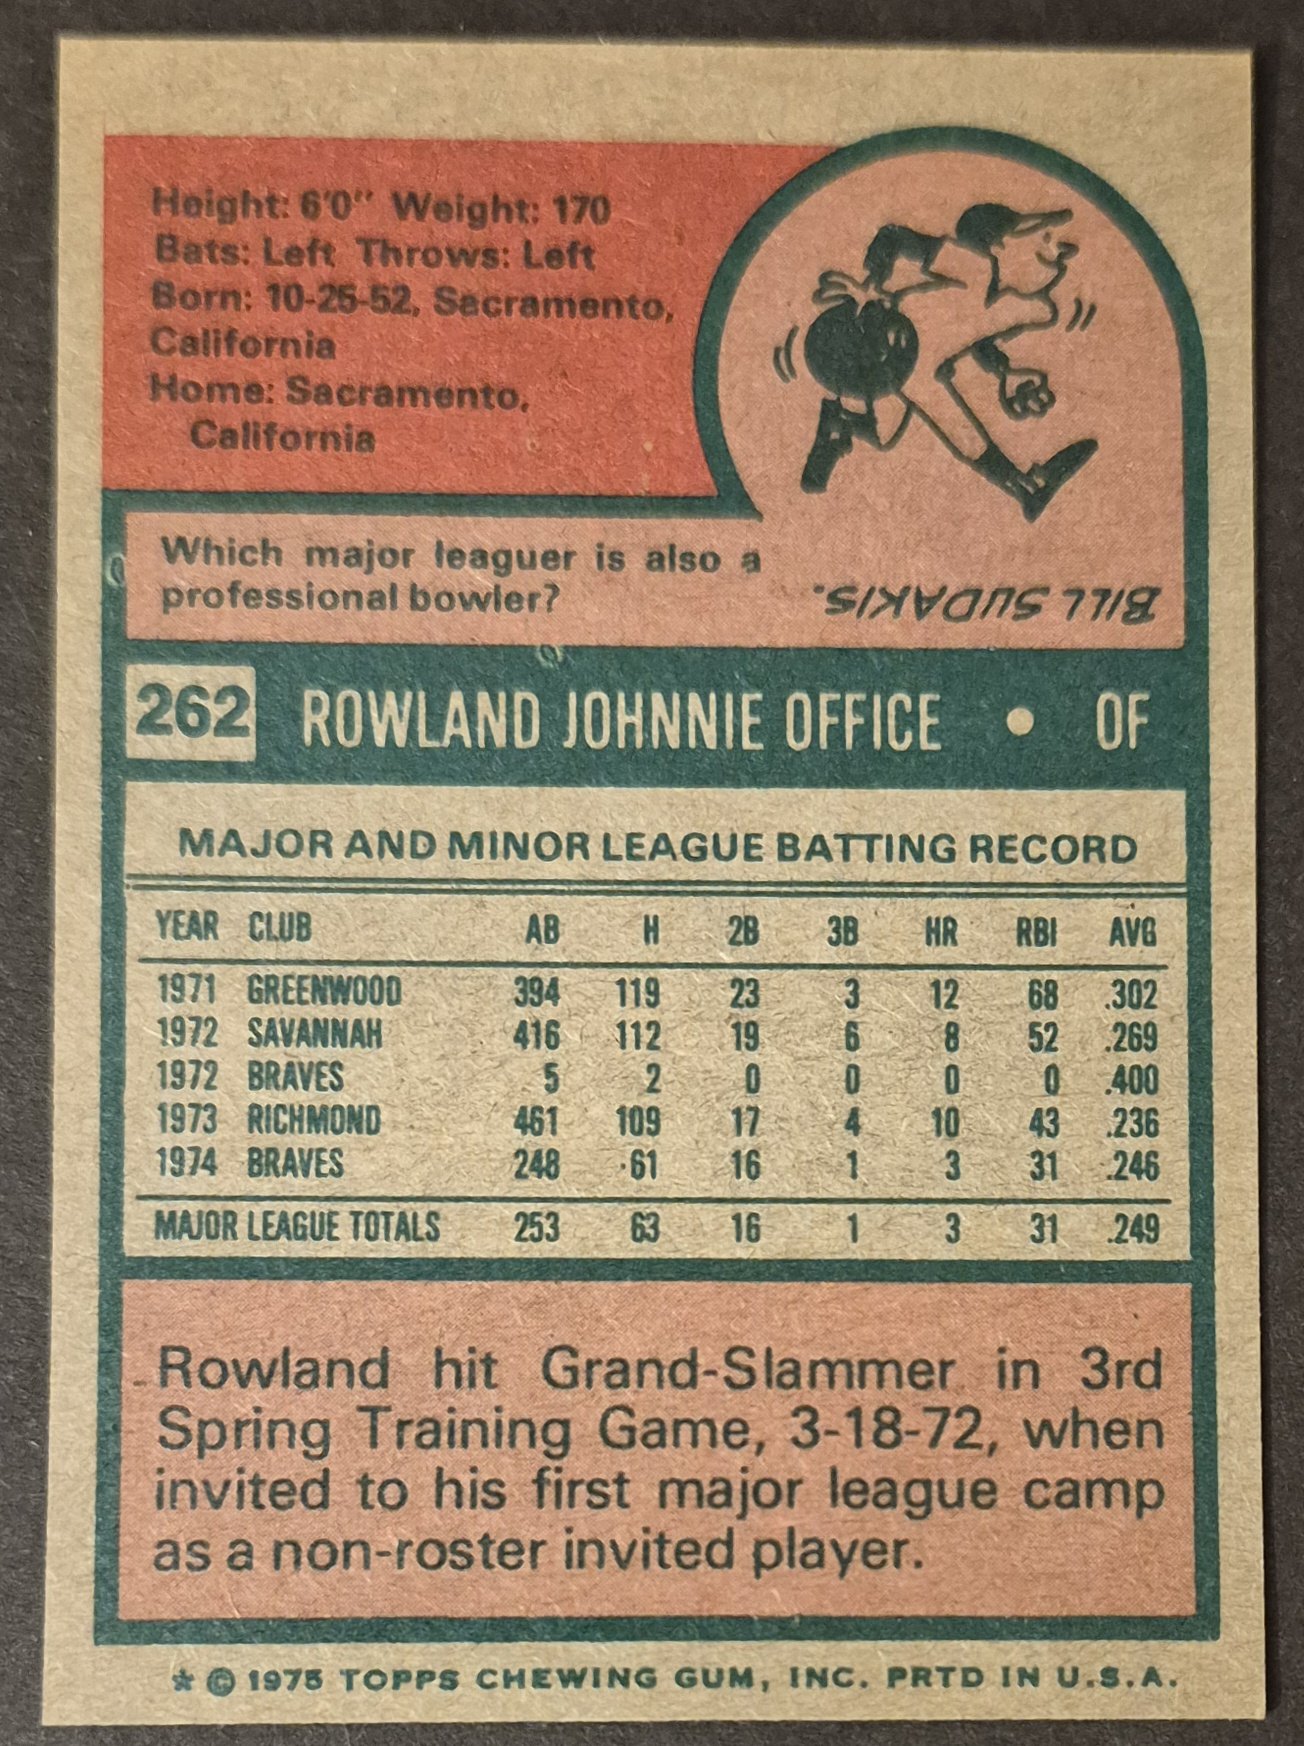 Height: 6'0" Weight: 170
Bats: Left Throws: Left
Born: 10-25-52, Sacramento,
California
Home: Sacramento,
California
Which major leaguer is also a
professional bowler?
BILL SUDAKIS.
262 ROWLAND JOHNNIE OFFICE • OF
MAJOR AND MINOR LEAGUE BATTING RECORD
YEAR CLUB AB H 2B 3B HR RBI AVG
1971 GREENWOOD 394 119 23 3 12 68 .302
1972 SAVANNAH 416 112 19 6 8 52 .269
1972 BRAVES 5 2 0 0 0 0 .400
1973 RICHMOND 461 109 17 4 10 43 .236
1974 BRAVES 248 61 16 1 3 31 .246
MAJOR LEAGUE TOTALS 253 63 16 1 3 31 .249
Rowland hit Grand-Slammer in 3rd
Spring Training Game, 3-18-72, when
invited to his first major league camp
as a non-roster invited player.
* © 1975 TOPPS CHEWING GUM, INC. PRTD IN U.S.A.